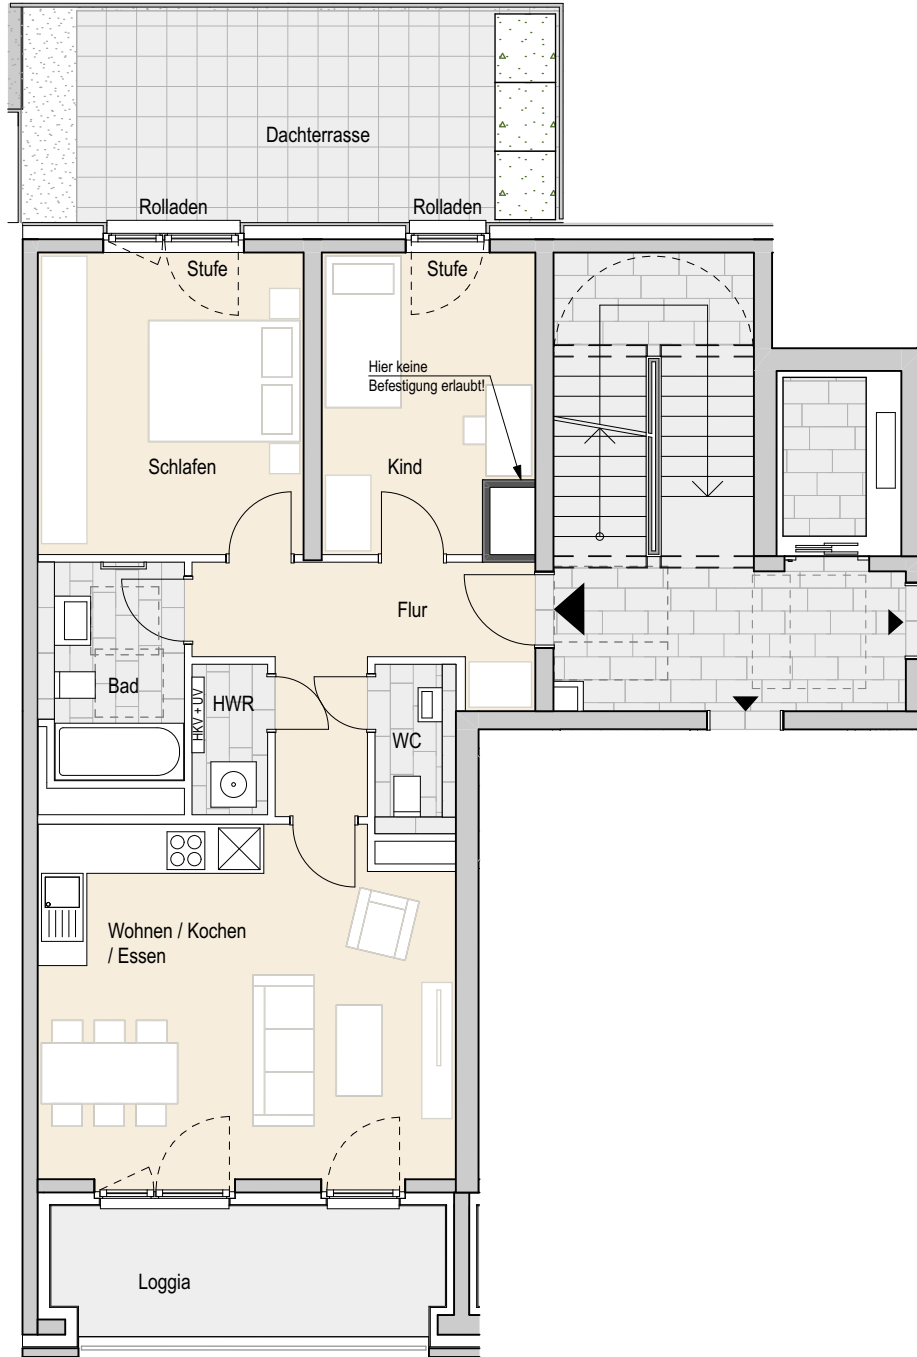 Dachterrasse
Rolladen
Rolladen
Stufe
Stufe
Hier keine
Befestigung erlaubt!
Schlafen
Kind
Flur
Bad
HKV + UV
HWR
WC
Wohnen / Kochen
/ Essen
Loggia